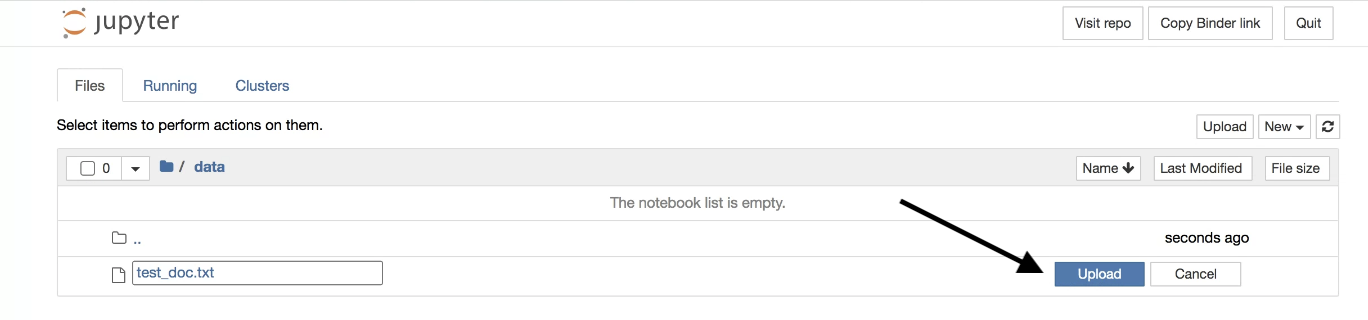 jupyter Visit repo Copy Binder link Quit
Files Running Clusters
Select items to perform actions on them. Upload New
0 / data Name Last Modified File size
The notebook list is empty.
.. seconds ago
test_doc.txt Upload Cancel